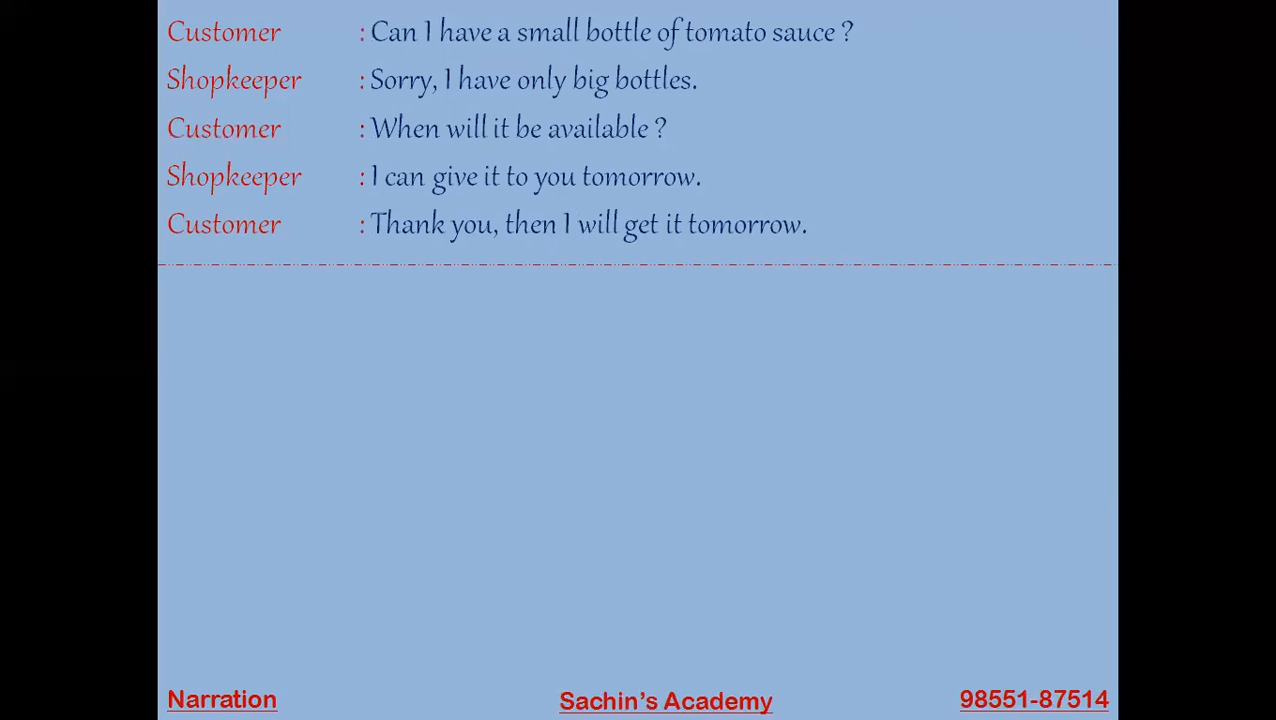 Customer : Can I have a small bottle of tomato sauce ?
Shopkeeper : Sorry, I have only big bottles.
Customer : When will it be available ?
Shopkeeper : I can give it to you tomorrow.
Customer : Thank you, then I will get it tomorrow.
Narration Sachin's Academy 98551-87514